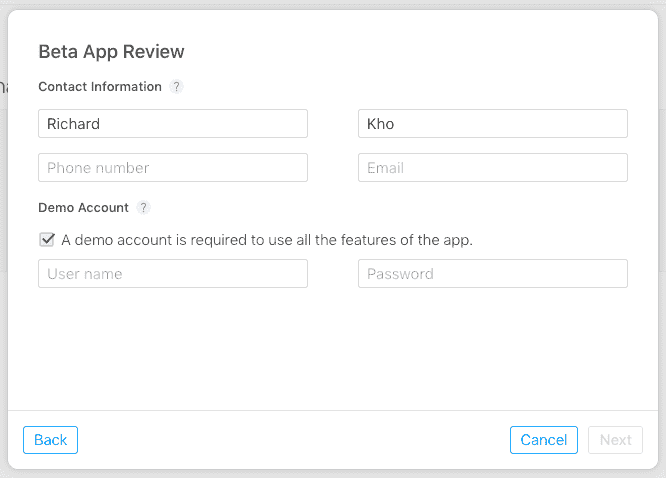 Beta App Review
Contact Information ?
Richard Kho
Phone number Email
Demo Account ?
A demo account is required to use all the features of the app.
User name Password
Back Cancel Next